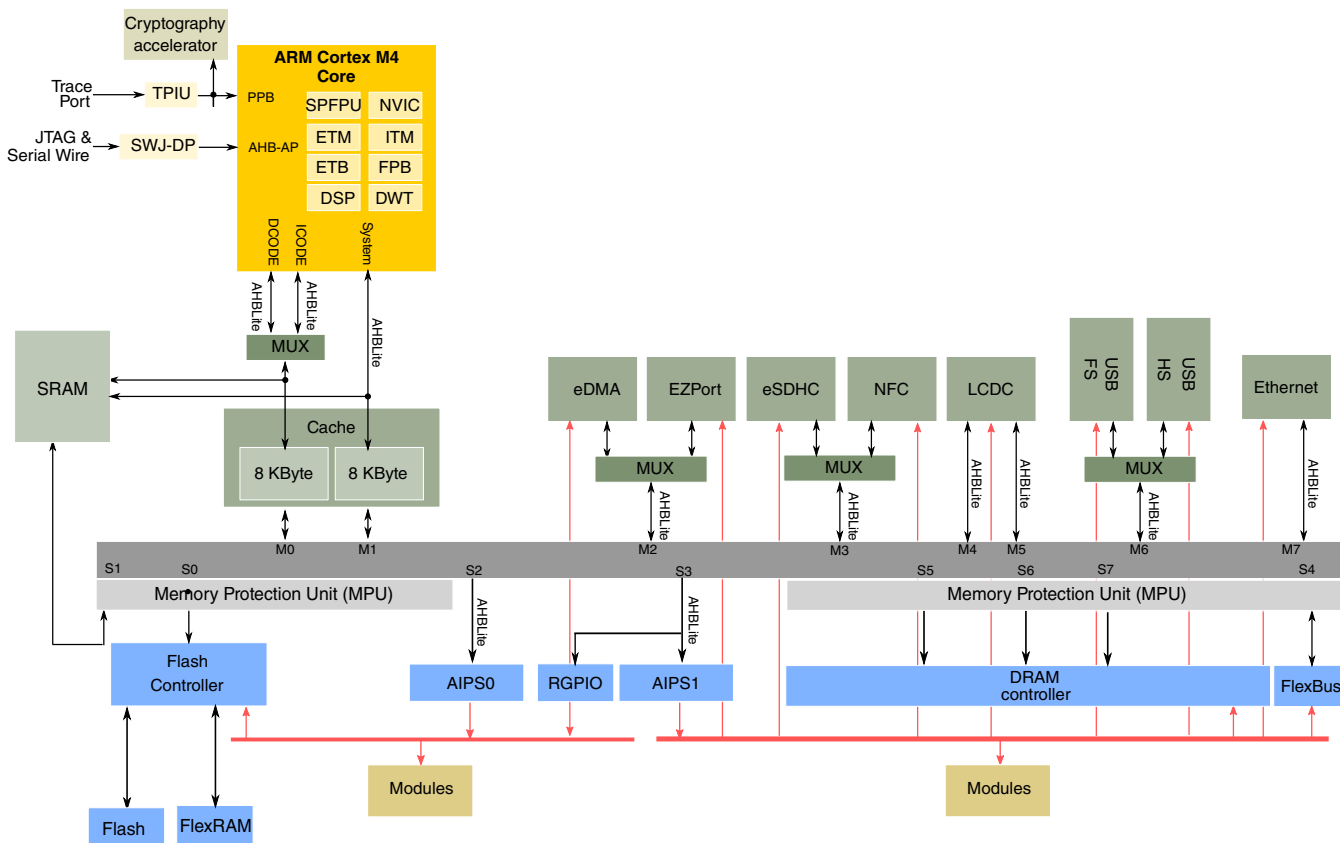 Cryptography
accelerator
ARM Cortex M4
Core
Trace
Port
TPIU
PPB
SPFPU
NVIC
JTAG &
Serial Wire
SWJ-DP
AHB-AP
ETM
ITM
ETB
FPB
DSP
DWT
DCODE
ICODE
System
AHBLite
AHBLite
AHBLite
MUX
SRAM
Cache
8 KByte
8 KByte
eDMA
EZPort
eSDHC
NFC
LCDC
USB
FS
USB
HS
Ethernet
MUX
MUX
MUX
AHBLite
AHBLite
AHBLite
AHBLite
AHBLite
AHBLite
M0
M1
M2
M3
M4
M5
M6
M7
S1
S0
S2
S3
S5
S6
S7
S4
Memory Protection Unit (MPU)
Memory Protection Unit (MPU)
AHBLite
AHBLite
Flash
Controller
AIPS0
RGPIO
AIPS1
DRAM
controller
FlexBus
Modules
Modules
Flash
FlexRAM